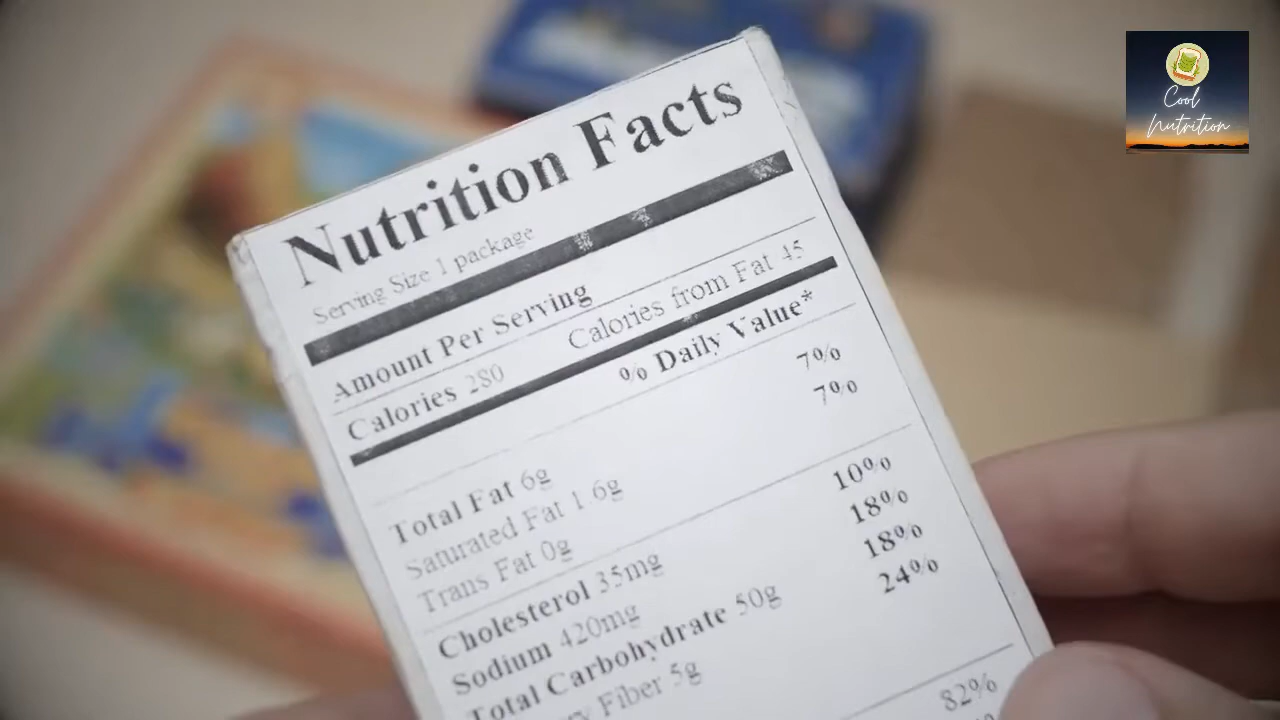 Cool
Nutrition
Nutrition Facts
Serving Size 1 package
Amount Per Serving
Calories 280 Calories from Fat 45
% Daily Value*
Total Fat 6g 7%
Saturated Fat 1.6g 7%
Trans Fat 0g
Cholesterol 35mg 10%
Sodium 420mg 18%
Total Carbohydrate 50g 18%
Fiber 5g 24%
82%